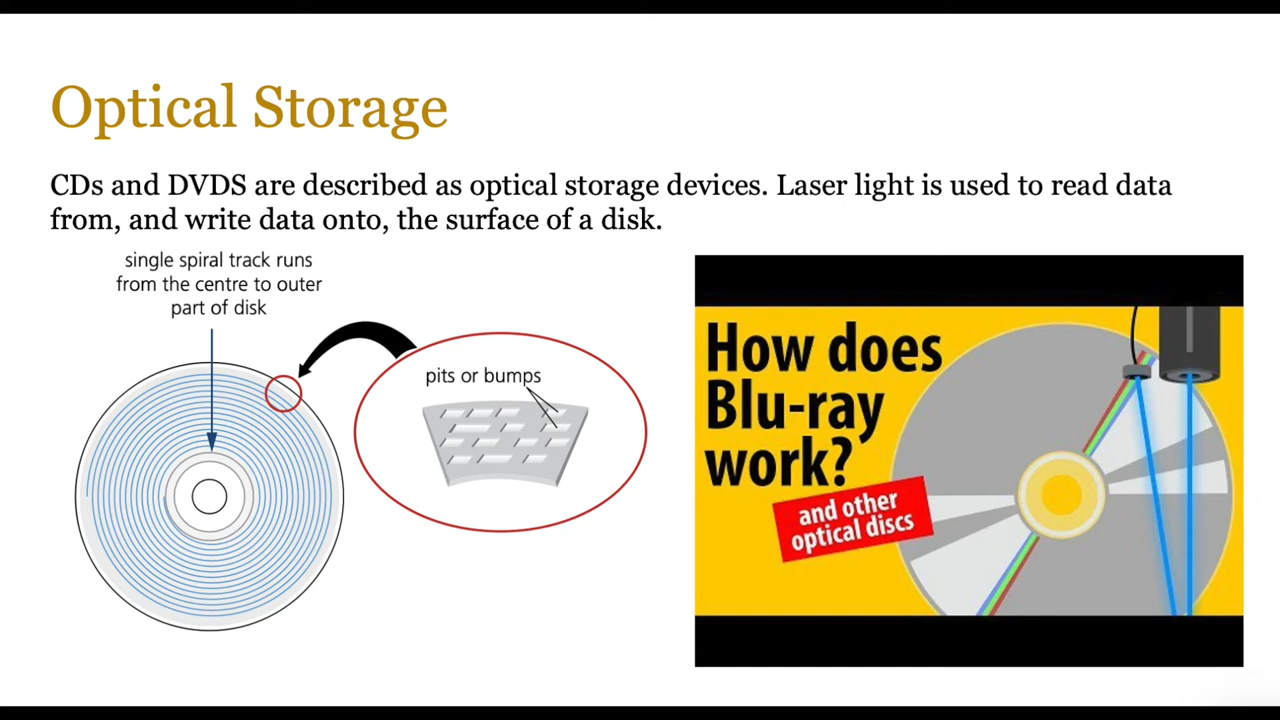 Optical Storage
CDs and DVDS are described as optical storage devices. Laser light is used to read data
from, and write data onto, the surface of a disk.
single spiral track runs
from the centre to outer
part of disk
pits or bumps
How does
Blu-ray
work?
and other
optical discs